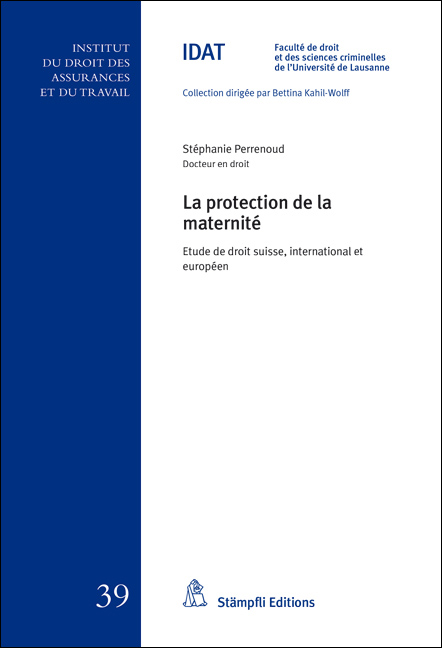 INSTITUT
DU DROIT DES
ASSURANCES
ET DU TRAVAIL
IDAT
Faculté de droit
et des sciences criminelles
de l'Université de Lausanne
Collection dirigée par Bettina Kahil-Wolff
Stéphanie Perrenoud
Docteur en droit
La protection de la
maternité
Etude de droit suisse, international et
européen
39
Stämpfli Editions